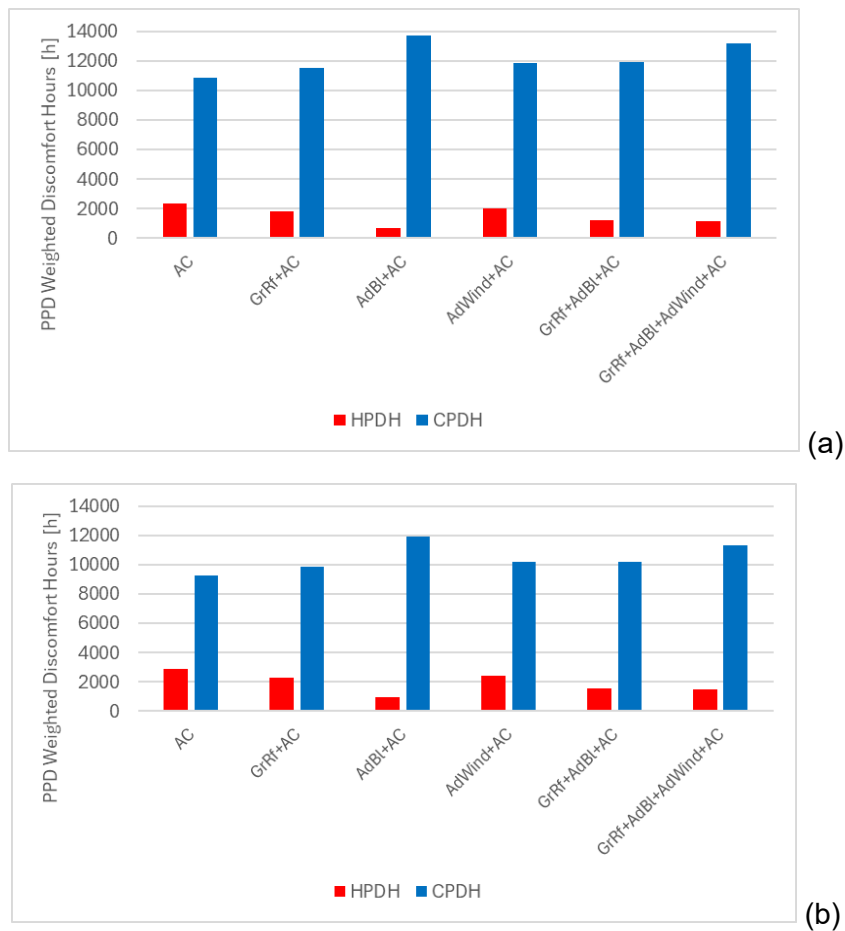 PPD Weighted Discomfort Hours [h]
14000
12000
10000
8000
6000
4000
2000
0
AC
GrRf+AC
AdBl+AC
AdWind+AC
GrRf+AdBl+AC
GrRf+AdBl+AdWind+AC
HPDH CPDH
(a)
PPD Weighted Discomfort Hours [h]
14000
12000
10000
8000
6000
4000
2000
0
AC
GrRf+AC
AdBl+AC
AdWind+AC
GrRf+AdBl+AC
GrRf+AdBl+AdWind+AC
HPDH CPDH
(b)